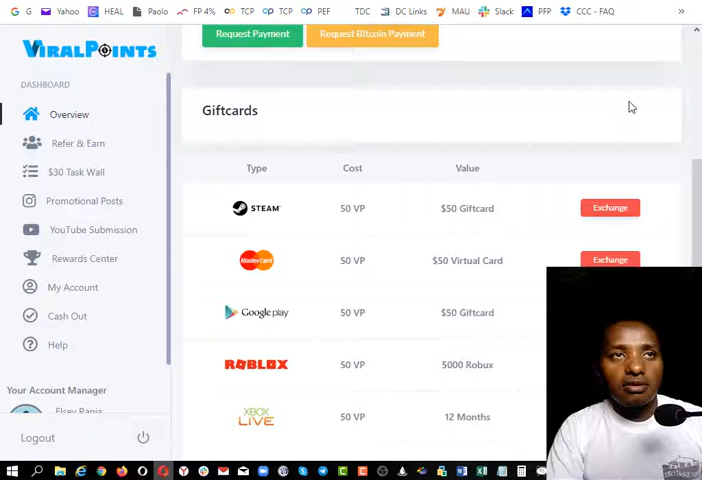 G Yahoo HEAL Paolo FP 4% TCP TCP PEF TDC DC Links MAU Slack PFP CCC - FAQ »
VIRALPOINTS
Request Payment Request Bitcoin Payment
DASHBOARD
Overview
Refer & Earn
$30 Task Wall
Promotional Posts
YouTube Submission
Rewards Center
My Account
Cash Out
Help
Your Account Manager
Logout
Giftcards
Type Cost Value
STEAM 50 VP $50 Giftcard Exchange
MasterCard 50 VP $50 Virtual Card Exchange
Google play 50 VP $50 Giftcard
ROBLOX 50 VP 5000 Robux
XBOX LIVE 50 VP 12 Months